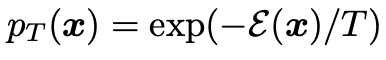 p_T(𝒙) = exp(−ℰ(𝒙)/T)